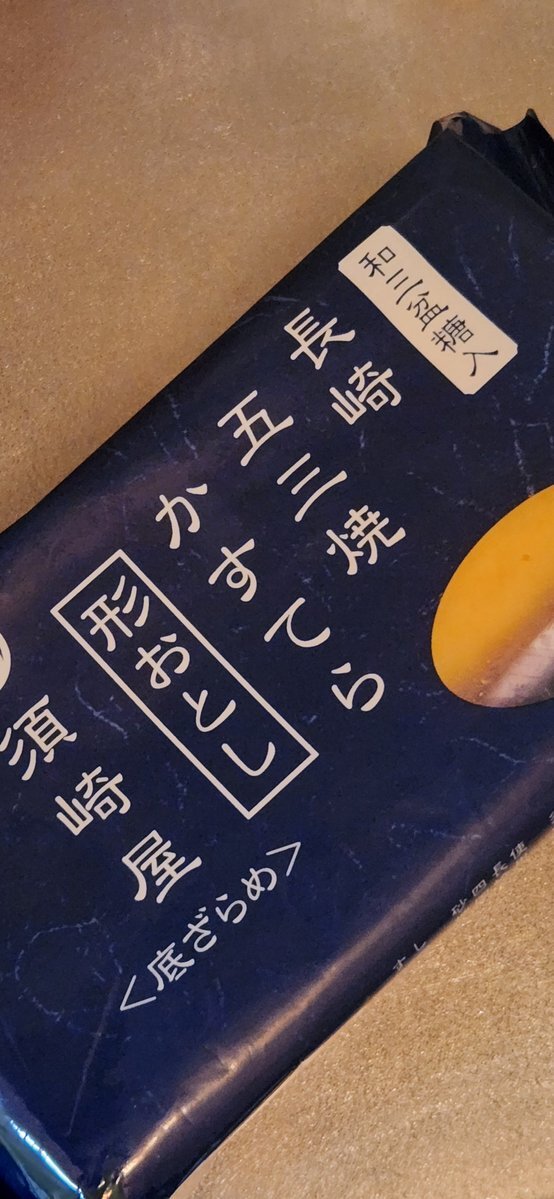 和三盆糖入
長崎
五三焼
かすてら
形おとし
須崎屋
<底ざらめ>